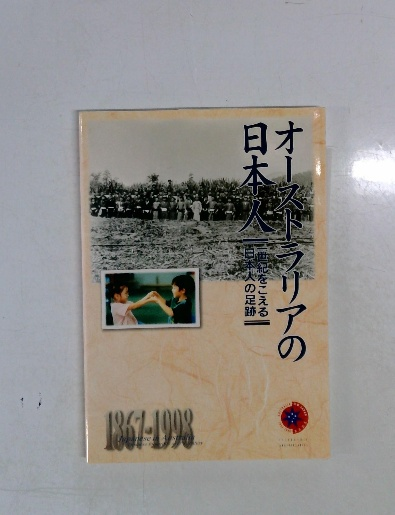 オーストラリアの
日本人
一世紀をこえる
日本人の足跡
1867-1998
Japanese in Australia